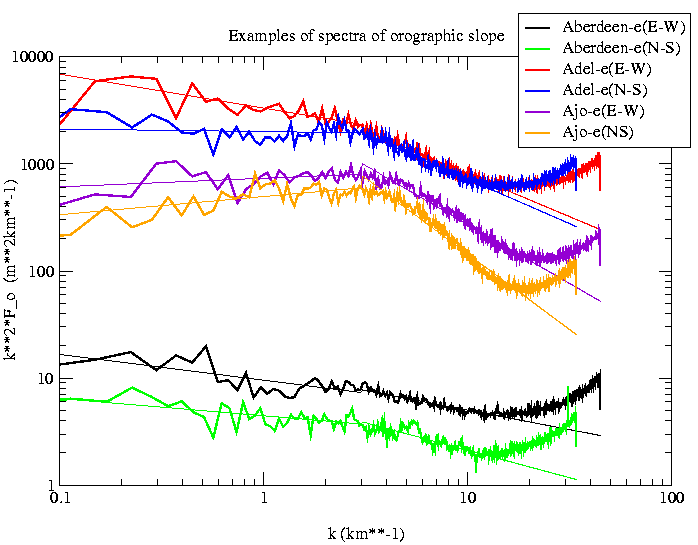 Examples of spectra of orographic slope
Aberdeen-e(E-W)
Aberdeen-e(N-S)
Adel-e(E-W)
Adel-e(N-S)
Ajo-e(E-W)
Ajo-e(NS)
10000
1000
100
10
1
k**2*F_o (m**2km**-1)
0.1
1
10
100
k (km**-1)